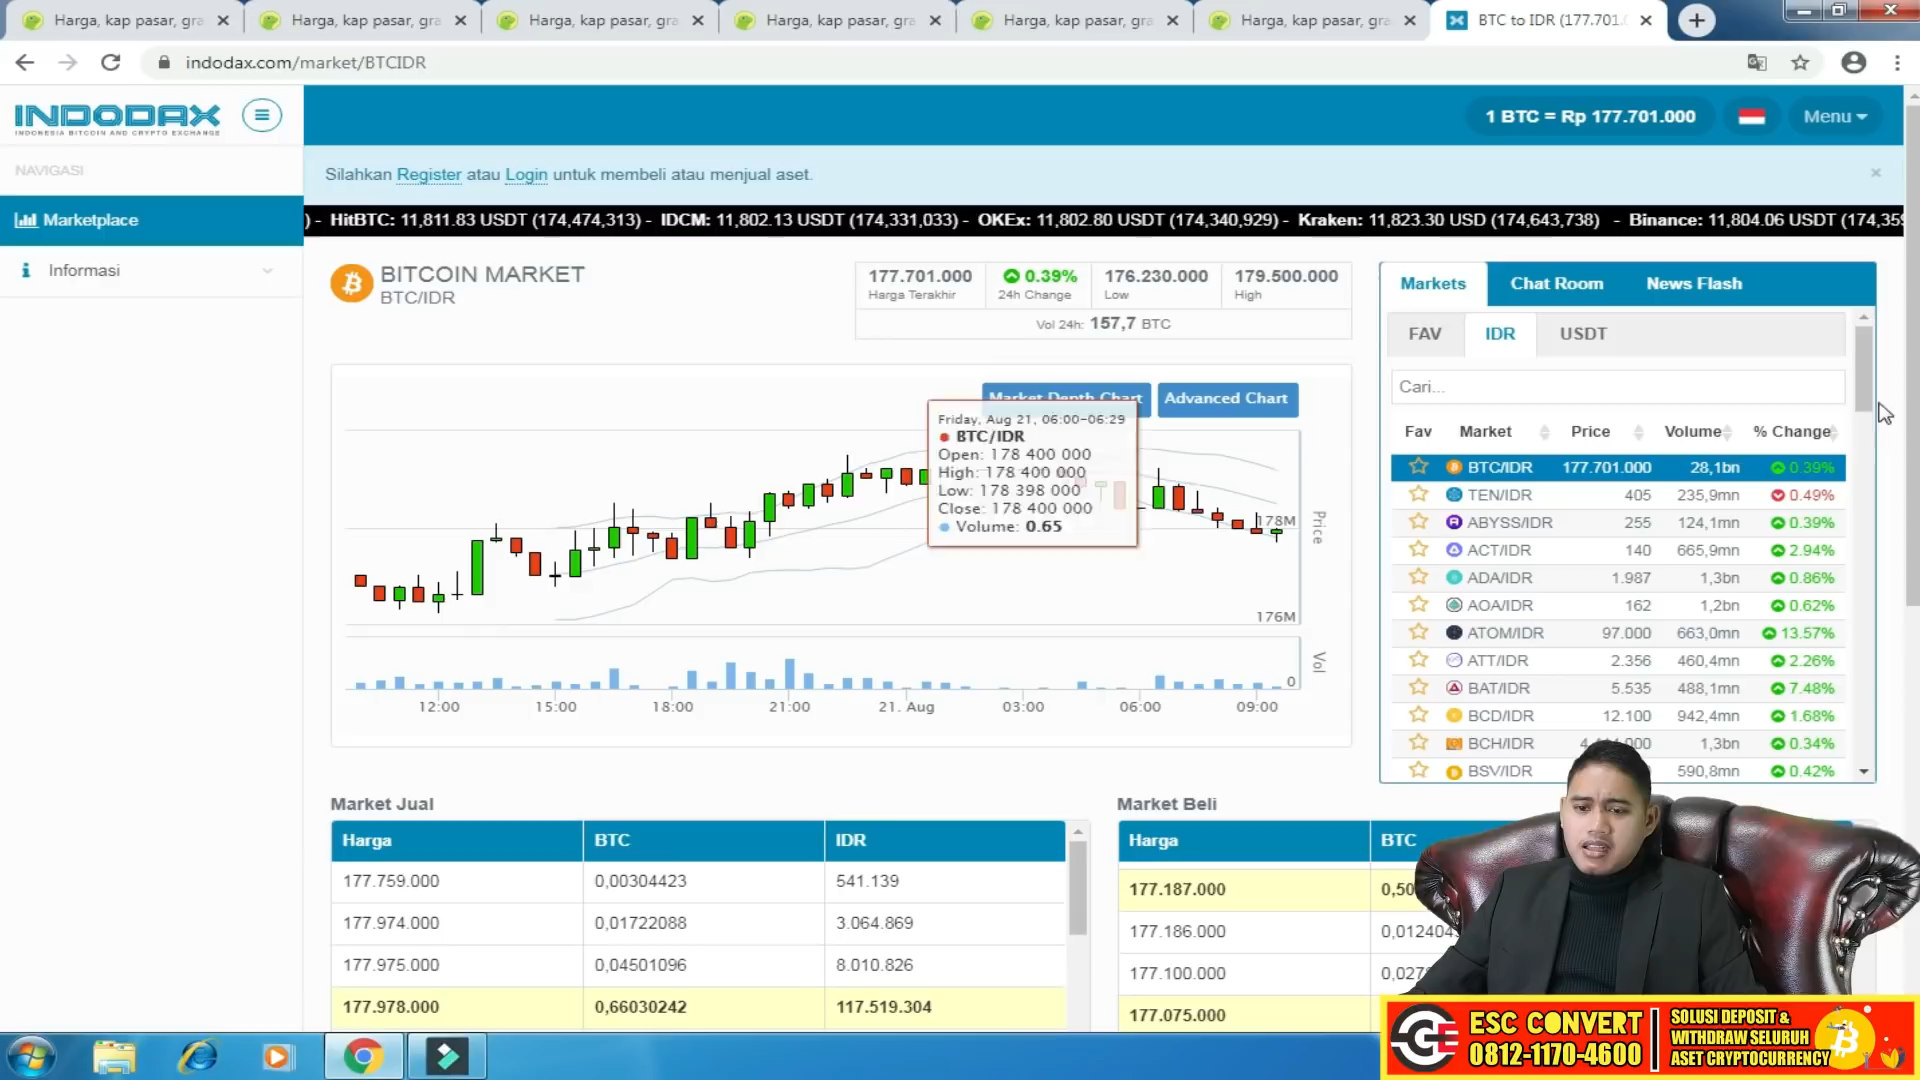 Harga, kap pasar, gra
Harga, kap pasar, gra
Harga, kap pasar, gra
Harga, kap pasar, gra
Harga, kap pasar, gra
Harga, kap pasar, gra
BTC to IDR (177.701.
indodax.com/market/BTCIDR
INDODAX
INDONESIA BITCOIN AND CRYPTO EXCHANGE
1 BTC = Rp 177.701.000
Menu
NAVIGASI
Silahkan Register atau Login untuk membeli atau menjual aset.
Marketplace
) - HitBTC: 11,811.83 USDT (174,474,313) - IDCM: 11,802.13 USDT (174,331,033) - OKEx: 11,802.80 USDT (174,340,929) - Kraken: 11,823.30 USD (174,643,738) - Binance: 11,804.06 USDT (174,35
Informasi
BITCOIN MARKET
BTC/IDR
177.701.000
Harga Terakhir
0.39%
24h Change
176.230.000
Low
179.500.000
High
Vol 24h: 157,7 BTC
Market Depth Chart
Advanced Chart
Friday, Aug 21, 06:00-06:29
BTC/IDR
Open: 178 400 000
High: 178 400 000
Low: 178 398 000
Close: 178 400 000
Volume: 0.65
178M
176M
Price
Vol
0
12:00 15:00 18:00 21:00 21. Aug 03:00 06:00 09:00
Markets Chat Room News Flash
FAV IDR USDT
Cari...
Fav Market Price Volume % Change
BTC/IDR 177.701.000 28,1bn 0.39%
TEN/IDR 405 235,9mn 0.49%
ABYSS/IDR 255 124,1mn 0.39%
ACT/IDR 140 665,9mn 2.94%
ADA/IDR 1.987 1,3bn 0.86%
AOA/IDR 162 1,2bn 0.62%
ATOM/IDR 97.000 663,0mn 13.57%
ATT/IDR 2.356 460,4mn 2.26%
BAT/IDR 5.535 488,1mn 7.48%
BCD/IDR 12.100 942,4mn 1.68%
BCH/IDR 1,3bn 0.34%
BSV/IDR 590,8mn 0.42%
Market Jual
Harga BTC IDR
177.759.000 0,00304423 541.139
177.974.000 0,01722088 3.064.869
177.975.000 0,04501096 8.010.826
177.978.000 0,66030242 117.519.304
Market Beli
Harga BTC
177.187.000 0,50
177.186.000 0,01240
177.100.000 0,027
177.075.000
ESC CONVERT
0812-1170-4600
SOLUSI DEPOSIT &
WITHDRAW SELURUH
ASET CRYPTOCURRENCY